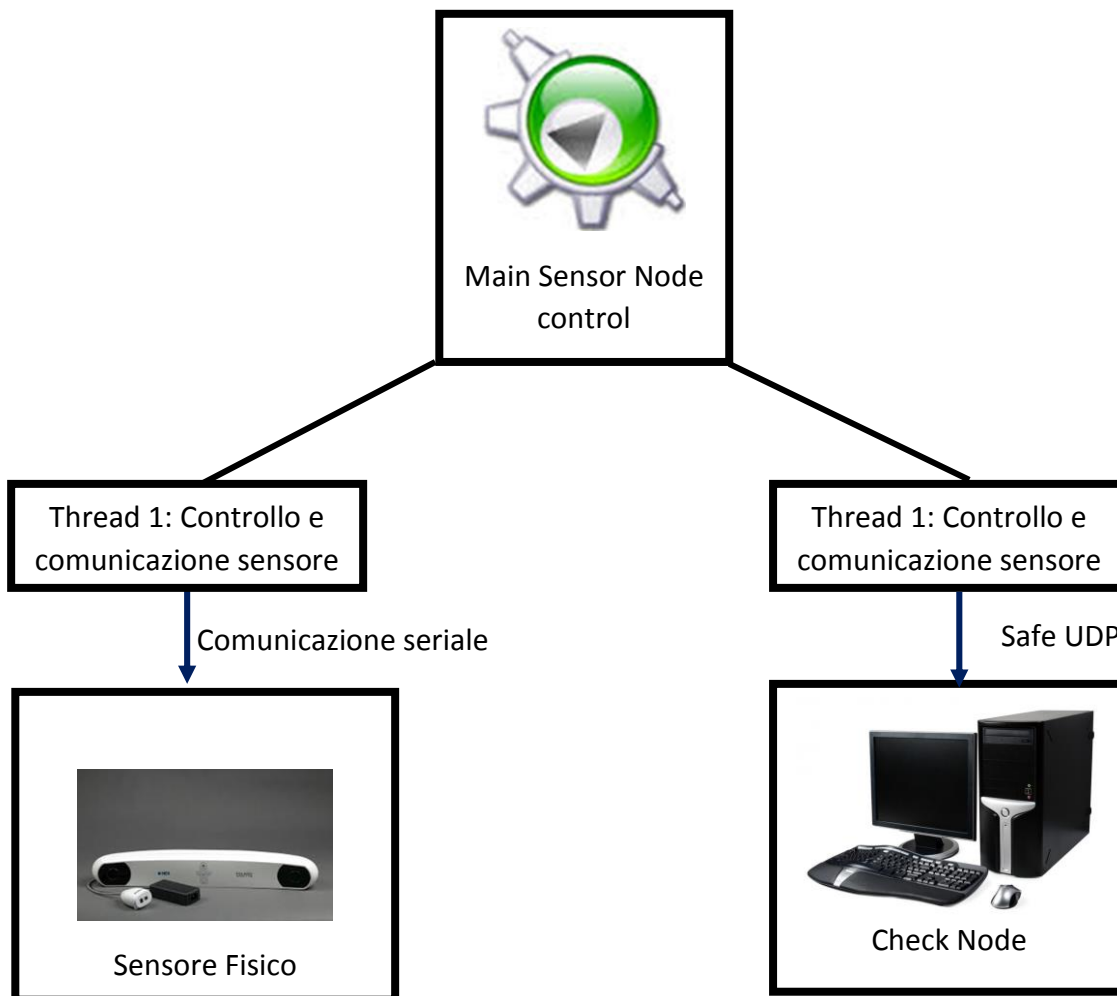 Main Sensor Node
control
Thread 1: Controllo e
comunicazione sensore
Thread 1: Controllo e
comunicazione sensore
Comunicazione seriale
Safe UDP
Sensore Fisico
Check Node